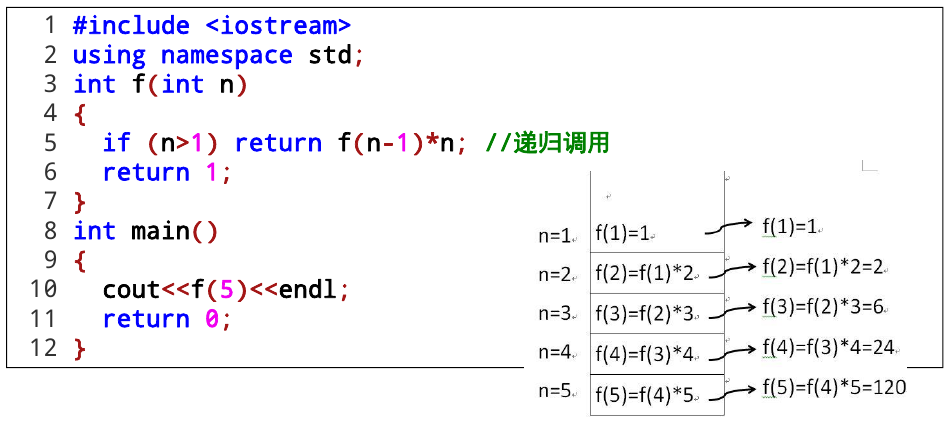 1 #include <iostream>
2 using namespace std;
3 int f(int n)
4 {
5 if (n>1) return f(n-1)*n; //递归调用
6 return 1;
7 }
8 int main()
9 {
10 cout<<f(5)<<endl;
11 return 0;
12 }
n=1 f(1)=1 f(1)=1
n=2 f(2)=f(1)*2 f(2)=f(1)*2=2
n=3 f(3)=f(2)*3 f(3)=f(2)*3=6
n=4 f(4)=f(3)*4 f(4)=f(3)*4=24
n=5 f(5)=f(4)*5 f(5)=f(4)*5=120